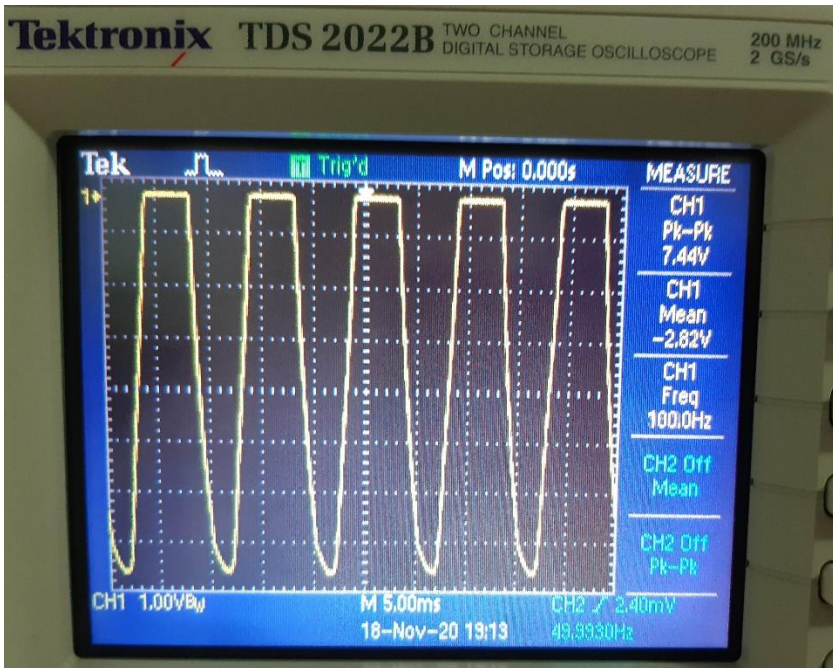 Tektronix TDS 2022B TWO CHANNEL
DIGITAL STORAGE OSCILLOSCOPE
200 MHz
2 GS/s
Tek T Trig'd M Pos: 0.000s MEASURE
1
CH1
Pk-Pk
7.44V
CH1
Mean
-2.82V
CH1
Freq
100.0Hz
CH2 Off
Mean
CH2 Off
Pk-Pk
CH1 1.00VBW M 5.00ms CH2 / 2.40mV
18-Nov-20 19:13 49.9930Hz